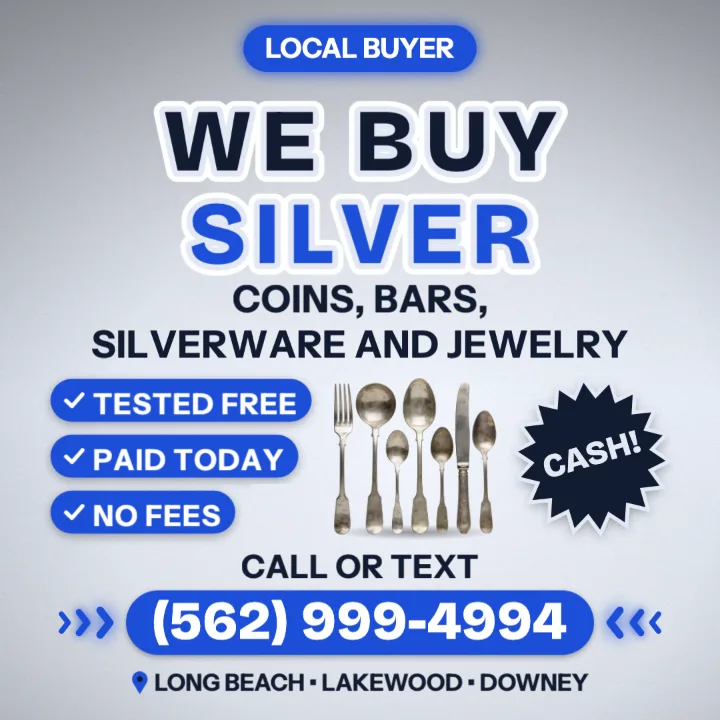 LOCAL BUYER
WE BUY
SILVER
COINS, BARS,
SILVERWARE AND JEWELRY
TESTED FREE
PAID TODAY
NO FEES
CASH!
CALL OR TEXT
(562) 999-4994
LONG BEACH ▪ LAKEWOOD ▪ DOWNEY